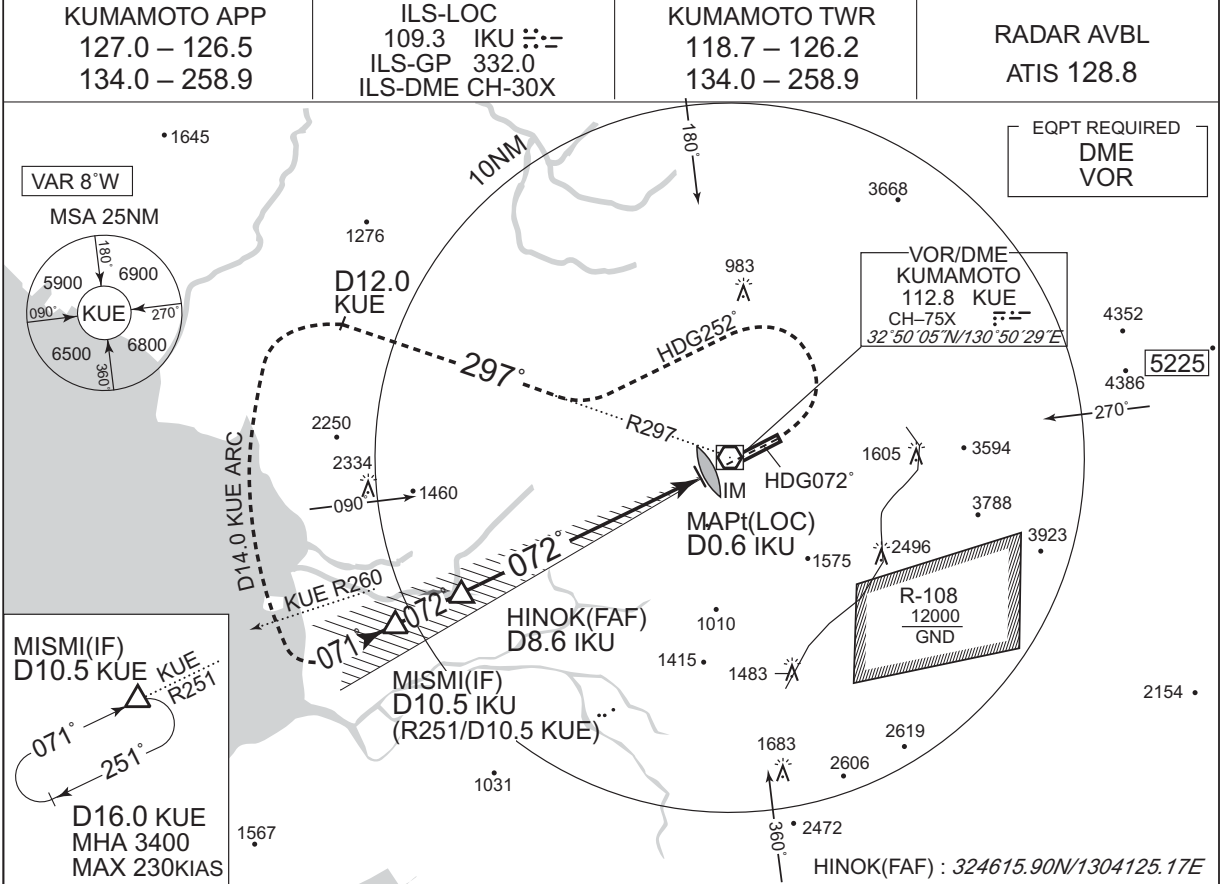 KUMAMOTO APP
127.0 – 126.5
134.0 – 258.9
ILS-LOC
109.3 IKU
ILS-GP 332.0
ILS-DME CH-30X
KUMAMOTO TWR
118.7 – 126.2
134.0 – 258.9
RADAR AVBL
ATIS 128.8
EQPT REQUIRED
DME
VOR
VAR 8°W
MSA 25NM
180°
5900
6900
090°
KUE
270°
6500
6800
360°
1645
10NM
180°
3668
1276
983
D12.0
KUE
VOR/DME
KUMAMOTO
112.8 KUE
CH–75X
32°50´05˝N/130°50´29˝E
4352
5225
4386
HDG252°
297°
R297
270°
2250
2334
090°
1460
D14.0 KUE ARC
1605
3594
HDG072°
IM
MAPt(LOC)
D0.6 IKU
3788
3923
2496
1575
072°
KUE R260
072°
071°
HINOK(FAF)
D8.6 IKU
R-108
12000
GND
1010
1415
1483
MISMI(IF)
D10.5 IKU
(R251/D10.5 KUE)
2154
1683
2619
2606
1031
360°
2472
1567
MISMI(IF)
D10.5 KUE
KUE
R251
071°
251°
D16.0 KUE
MHA 3400
MAX 230KIAS
HINOK(FAF) : 324615.90N/1304125.17E